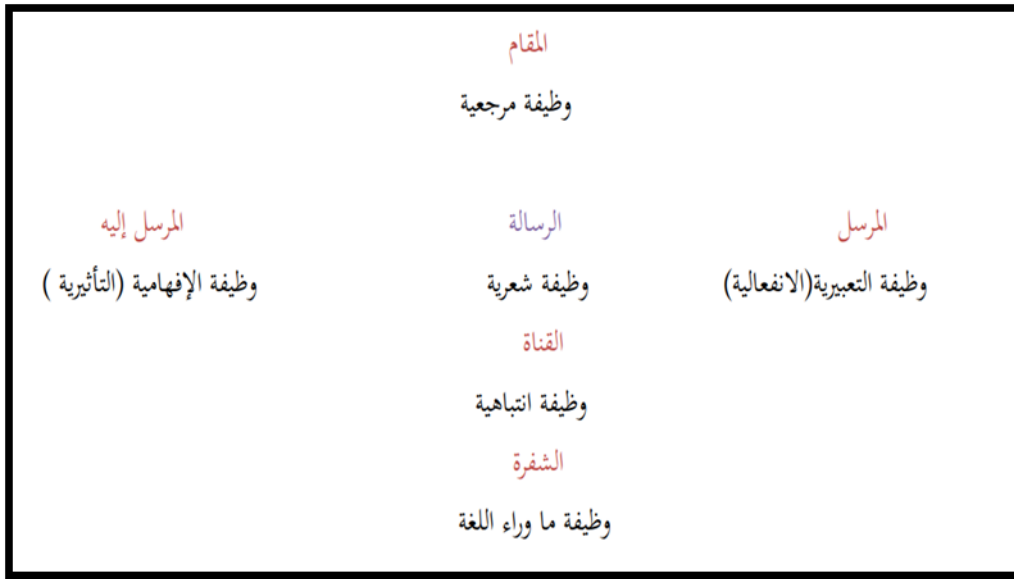 المقام
وظيفة مرجعية
المرسل الرسالة المرسل إليه
وظيفة التعبيرية(الانفعالية) وظيفة شعرية وظيفة الإفهامية (التأثيرية )
القناة
وظيفة انتباهية
الشفرة
وظيفة ما وراء اللغة